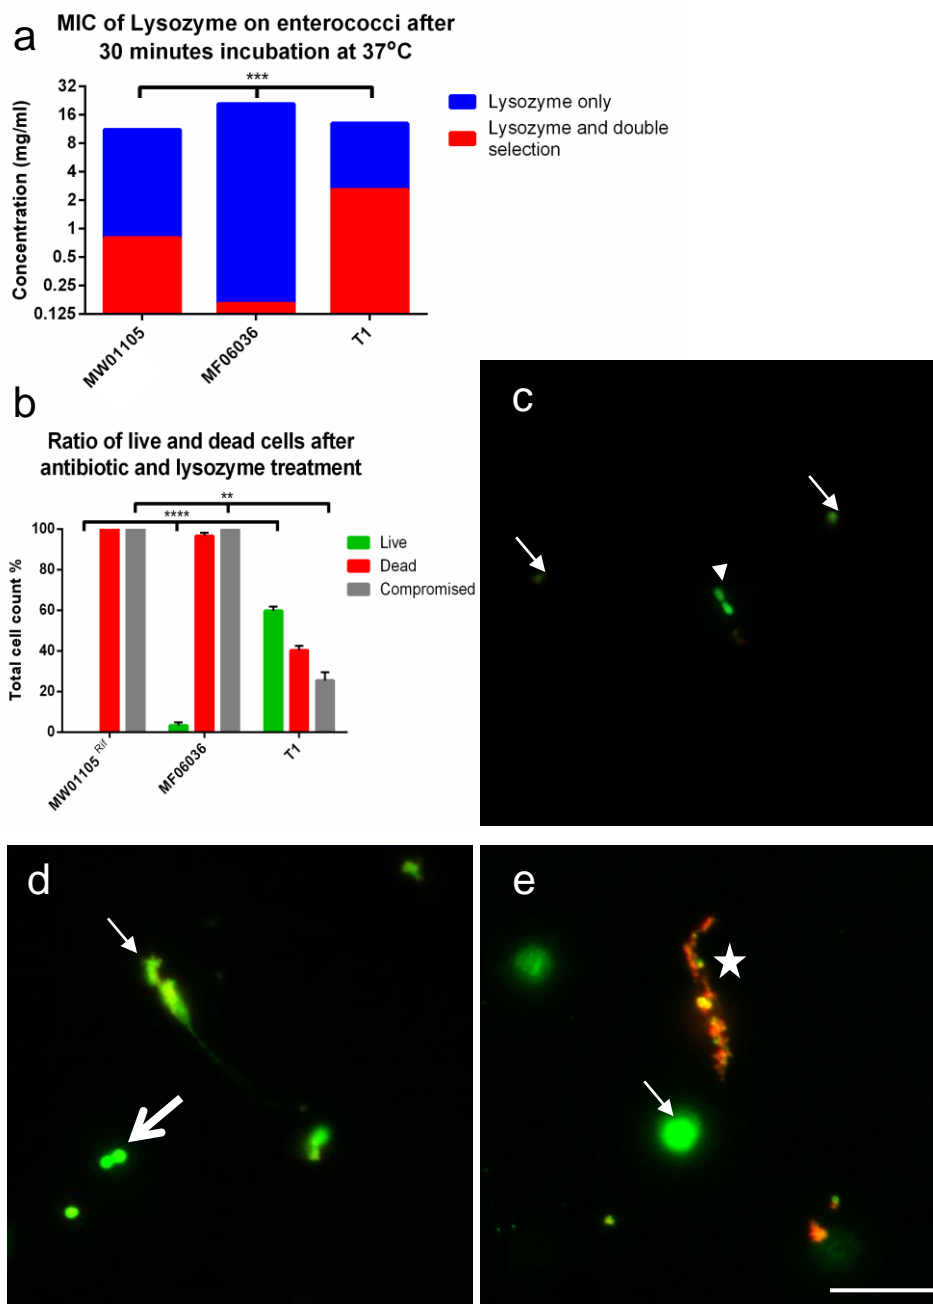 a
MIC of Lysozyme on enterococci after
30 minutes incubation at 37°C
***
Concentration (mg/ml)
32
16
8
4
2
1
0.5
0.25
0.125
MW01105
MF06036
T1
Lysozyme only
Lysozyme and double
selection
b
Ratio of live and dead cells after
antibiotic and lysozyme treatment
**
****
Total cell count %
100
80
60
40
20
0
MW01105 Rif
MF06036
T1
Live
Dead
Compromised
c
d
e